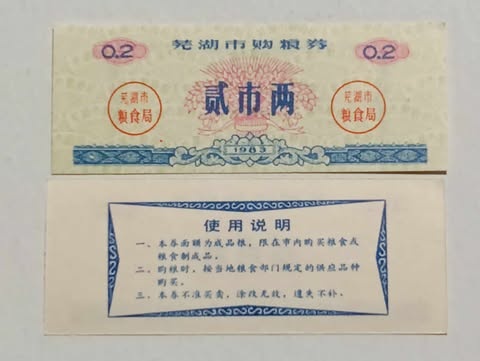 0.2 芜湖市购粮券 0.2
芜湖市
粮食局
贰市两
芜湖市
粮食局
1983
使用说明
一、本券面额为成品粮，限在市内购买粮食或
粮食制成品。
二、购粮时，按当地粮食部门规定的供应品种
购买。
三、本券不准买卖，涂改无效，遗失不补。